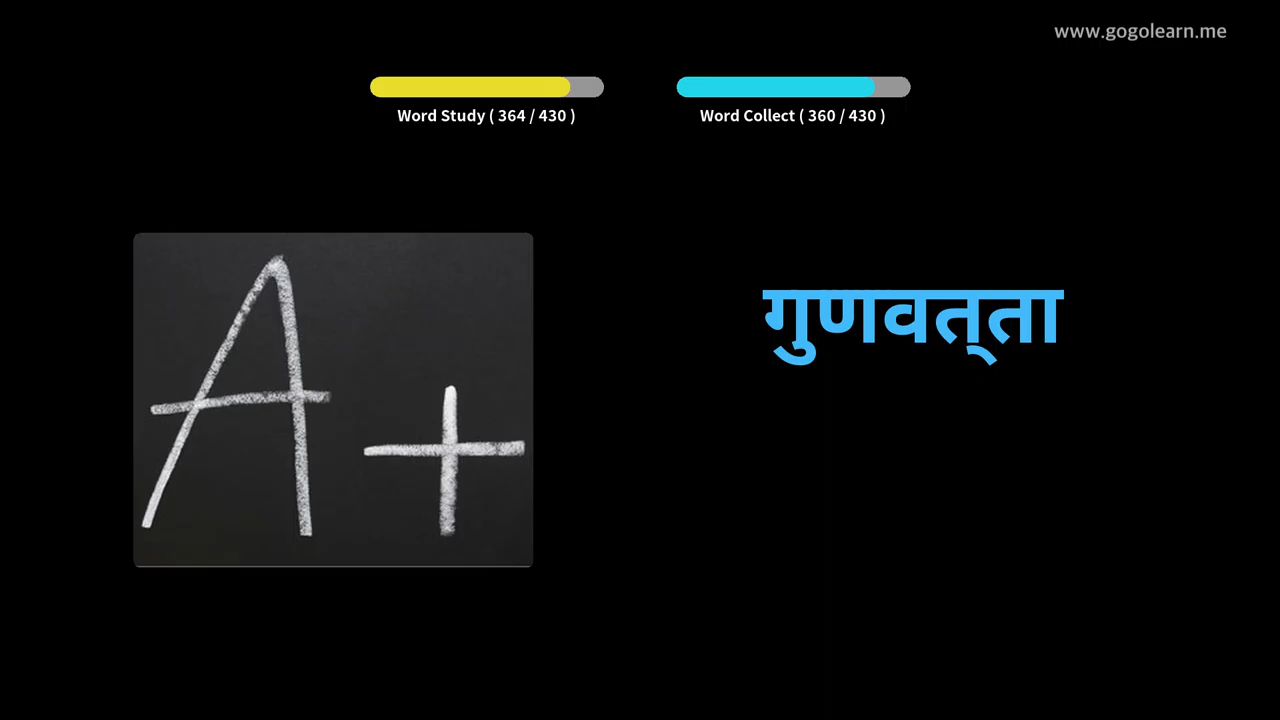 www.gogolearn.me
Word Study ( 364 / 430 )
Word Collect ( 360 / 430 )
A+
गुणवत्‌ता